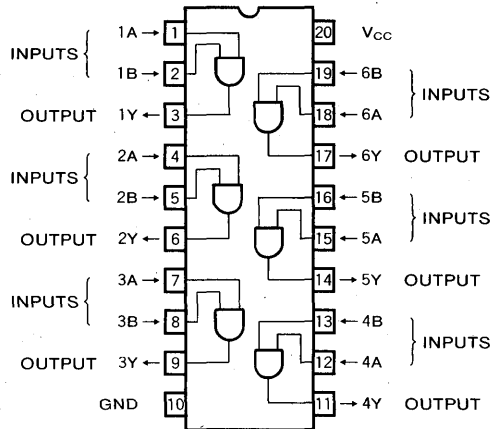 1A → 1 20 VCC
INPUTS
1B → 2 19 ← 6B
INPUTS
OUTPUT 1Y ← 3 18 ← 6A
2A → 4 17 → 6Y OUTPUT
INPUTS
2B → 5 16 ← 5B
INPUTS
OUTPUT 2Y ← 6 15 ← 5A
3A → 7 14 → 5Y OUTPUT
INPUTS
3B → 8 13 ← 4B
INPUTS
OUTPUT 3Y ← 9 12 ← 4A
GND 10 11 → 4Y OUTPUT